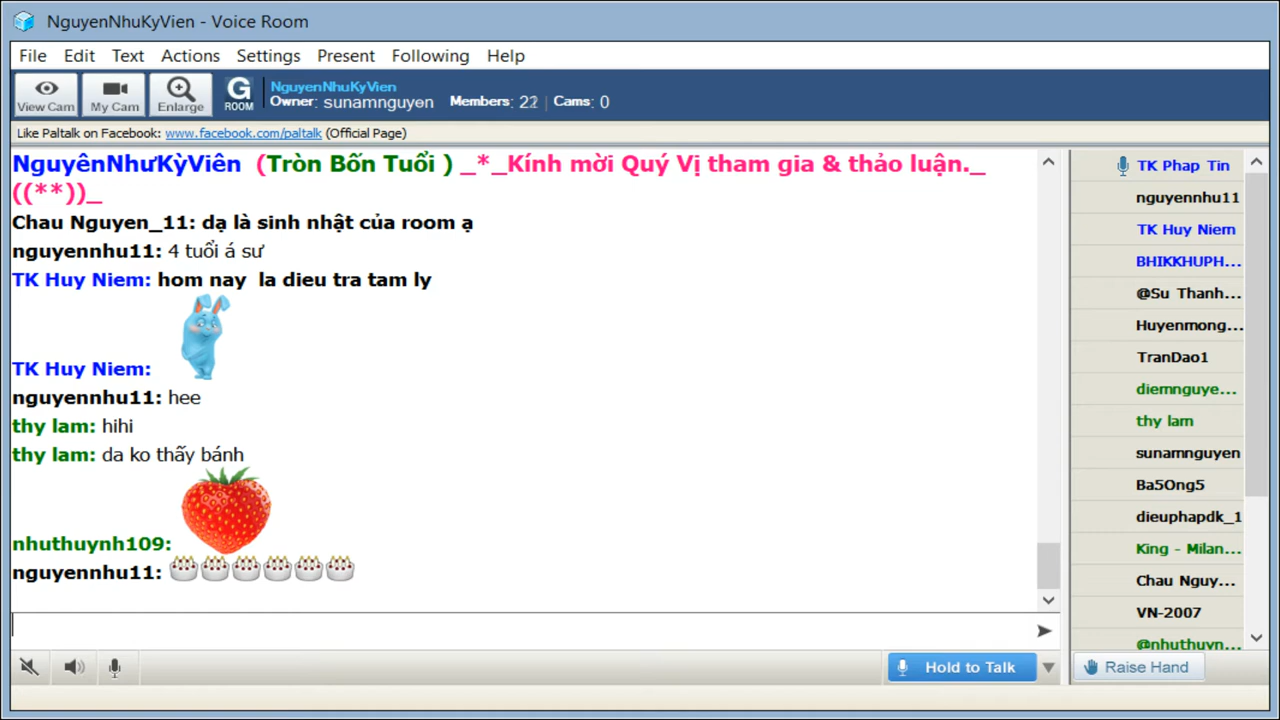 NguyenNhuKyVien - Voice Room
File Edit Text Actions Settings Present Following Help
View Cam My Cam Enlarge G ROOM
NguyenNhuKyVien
Owner: sunamnguyen Members: 22 | Cams: 0
Like Paltalk on Facebook: www.facebook.com/paltalk (Official Page)
NguyênNhưKỳViên (Tròn Bốn Tuổi ) _*_Kính mời Quý Vị tham gia & thảo luận._
((**))_
Chau Nguyen_11: dạ là sinh nhật của room ạ
nguyennhu11: 4 tuổi á sư
TK Huy Niem: hom nay la dieu tra tam ly
TK Huy Niem:
nguyennhu11: hee
thy lam: hihi
thy lam: da ko thấy bánh
nhuthuynh109:
nguyennhu11:
Hold to Talk
TK Phap Tin
nguyennhu11
TK Huy Niem
BHIKKHUPH...
@Su Thanh...
Huyenmong...
TranDao1
diemnguye...
thy lam
sunamnguyen
Ba5Ong5
dieuphapdk_1
King - Milan...
Chau Nguy...
VN-2007
@nhuthuyn...
Raise Hand